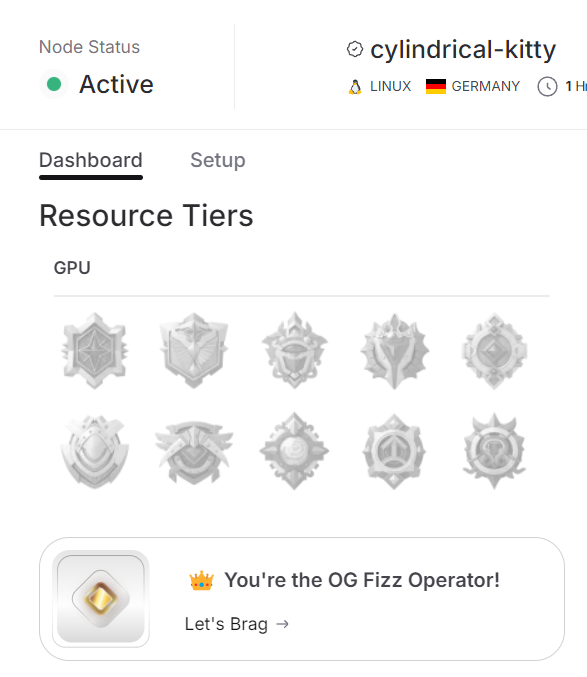 Node Status
Active
cylindrical-kitty
LINUX GERMANY 1 H
Dashboard Setup
Resource Tiers
GPU
You're the OG Fizz Operator!
Let's Brag →